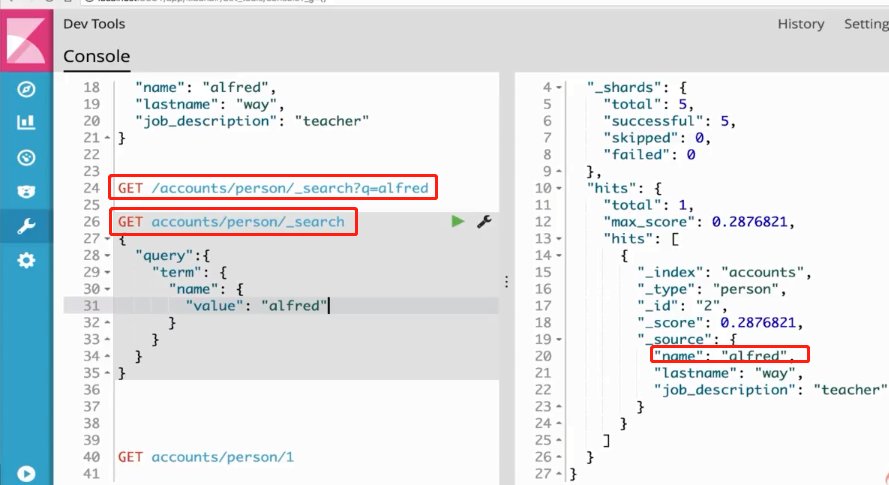 Dev Tools
History Setting
Console
18 "name": "alfred",
19 "lastname": "way",
20 "job_description": "teacher"
21 }
22
23
24 GET /accounts/person/_search?q=alfred
25
26 GET accounts/person/_search
27 {
28 "query":{
29 "term": {
30 "name": {
31 "value": "alfred"
32 }
33 }
34 }
35 }
36
37
38
39
40 GET accounts/person/1
41
4 "_shards": {
5 "total": 5,
6 "successful": 5,
7 "skipped": 0,
8 "failed": 0
9 },
10 "hits": {
11 "total": 1,
12 "max_score": 0.2876821,
13 "hits": [
14 {
15 "_index": "accounts",
16 "_type": "person",
17 "_id": "2",
18 "_score": 0.2876821,
19 "_source": {
20 "name": "alfred",
21 "lastname": "way",
22 "job_description": "teacher"
23 }
24 }
25 ]
26 }
27 }